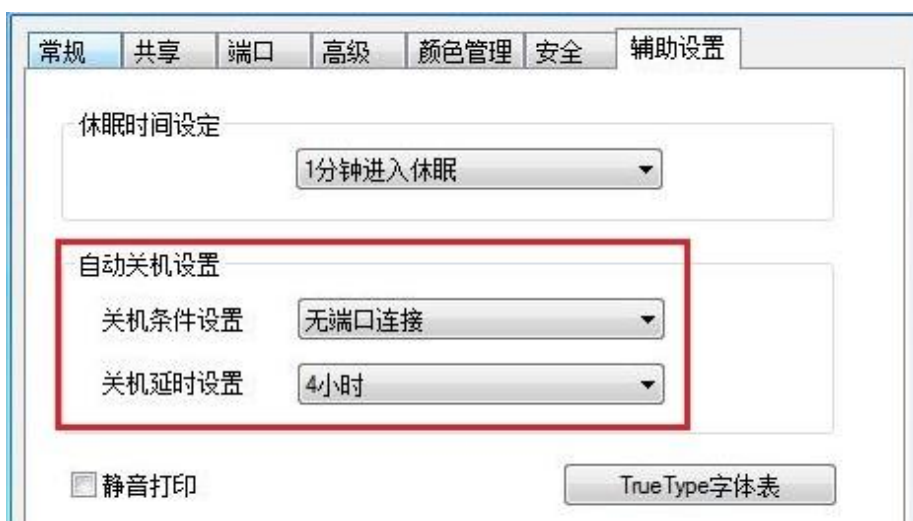 常规 共享 端口 高级 颜色管理 安全 辅助设置
休眠时间设定
1分钟进入休眠
自动关机设置
关机条件设置 无端口连接
关机延时设置 4小时
静音打印 TrueType字体表